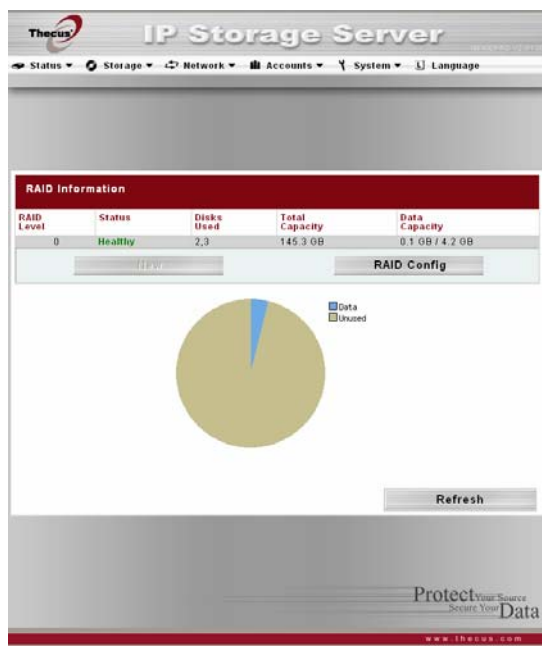 Thecus
IP Storage Server
Status Storage Network Accounts System Language
RAID Information
RAID Level Status Disks Used Total Capacity Data Capacity
0 Healthy 2,3 145.3 GB 0.1 GB / 4.2 GB
New RAID Config
Data
Unused
Refresh
Protect Your Source
Secure Your Data
www.thecus.com